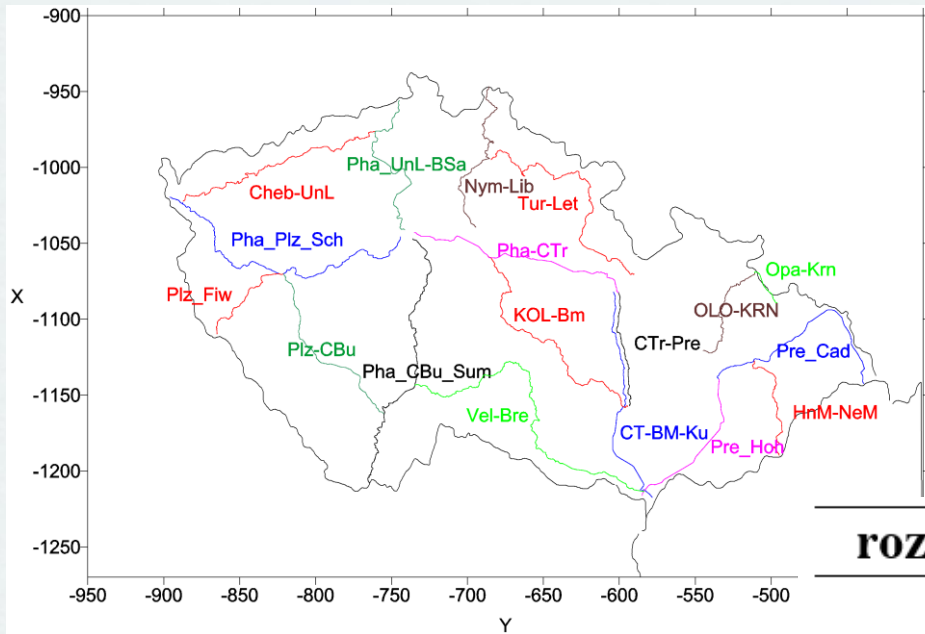 -900
-950
-1000
-1050
X
-1100
-1150
-1200
-1250
Pha_UnL-BSa
Cheb-UnL
Nym-Lib
Tur-Let
Pha_Plz_Sch
Pha-CTr
Opa-Krn
Plz_Fiw
KOL-Bm
OLO-KRN
CTr-Pre
Plz-CBu
Pre_Cad
Pha_CBu_Sum
Vel-Bre
HnM-NeM
CT-BM-Ku
Pre_Hoh
roz
-950 -900 -850 -800 -750 -700 -650 -600 -550 -500
Y